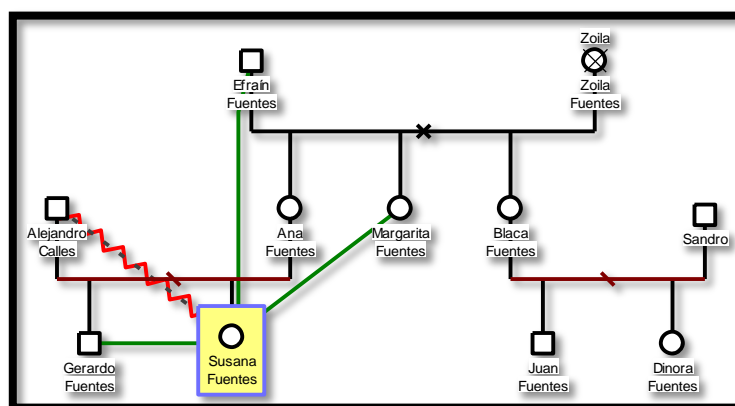 Zoila
Efraín
Fuentes
Zoila
Fuentes
Alejandro
Calles
Ana
Fuentes
Margarita
Fuentes
Blaca
Fuentes
Sandro
Gerardo
Fuentes
Susana
Fuentes
Juan
Fuentes
Dinora
Fuentes